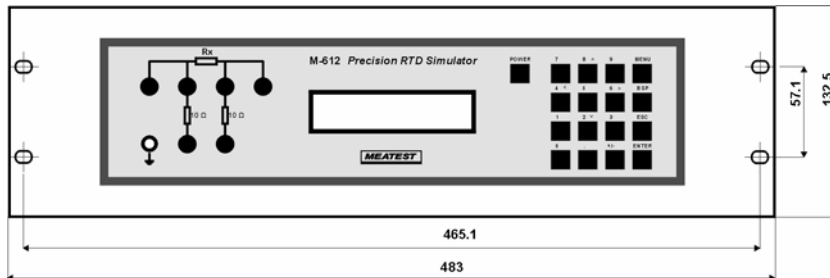 Rx
M-612 Precision RTD Simulator
POWER
7 8 ^ 9 MENU
4 < 5 6 > BSP
1 2 ˅ 3 ESC
0 . +/- ENTER
10 Ω 10 Ω
MEATEST
57.1
132.5
465.1
483